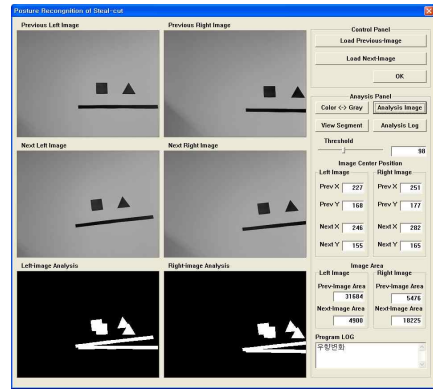 Posture Recongnition of Steal-cut
Previous Left Image
Previous Right Image
Next Left Image
Next Right Image
Left-image Analysis
Right-image Analysis
Control Panel
Load Previous-Image
Load Next-Image
OK
Analysys Panel
Color <-> Gray
Analysis Image
View Segment
Analysis Log
Threshold
98
Image Center Position
Left Image
Right Image
Prev X 227
Prev X 251
Prev Y 168
Prev Y 177
Next X 246
Next X 282
Next Y 155
Next Y 165
Image Area
Left Image
Right Image
Prev-Image Area
Prev-Image Area
31684
5476
Next-Image Area
Next-Image Area
4900
18225
Program LOG
우향변화